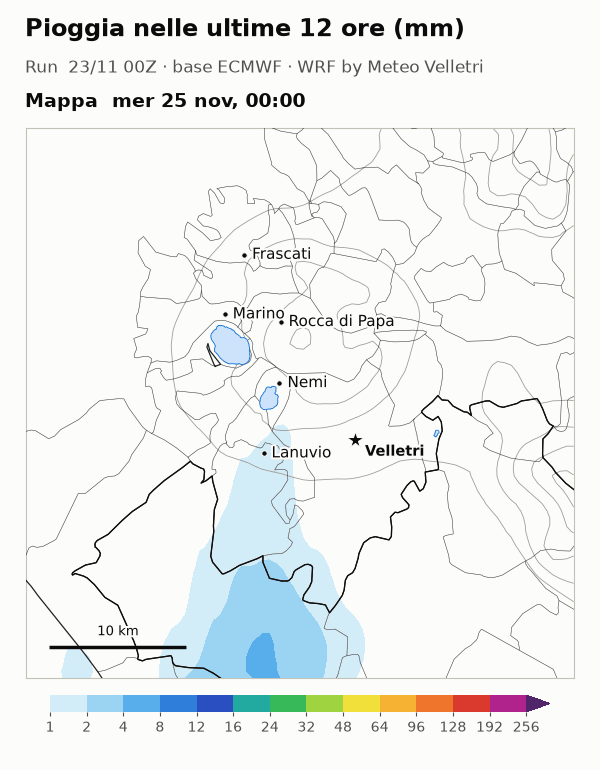 Pioggia nelle ultime 12 ore (mm)
Run  23/11 00Z · base ECMWF · WRF by Meteo Velletri
Mappa  mer 25 nov, 00:00
Frascati
Marino
Rocca di Papa
Nemi
Velletri
Lanuvio
10 km
1 2 4 8 12 16 24 32 48 64 96 128 192 256